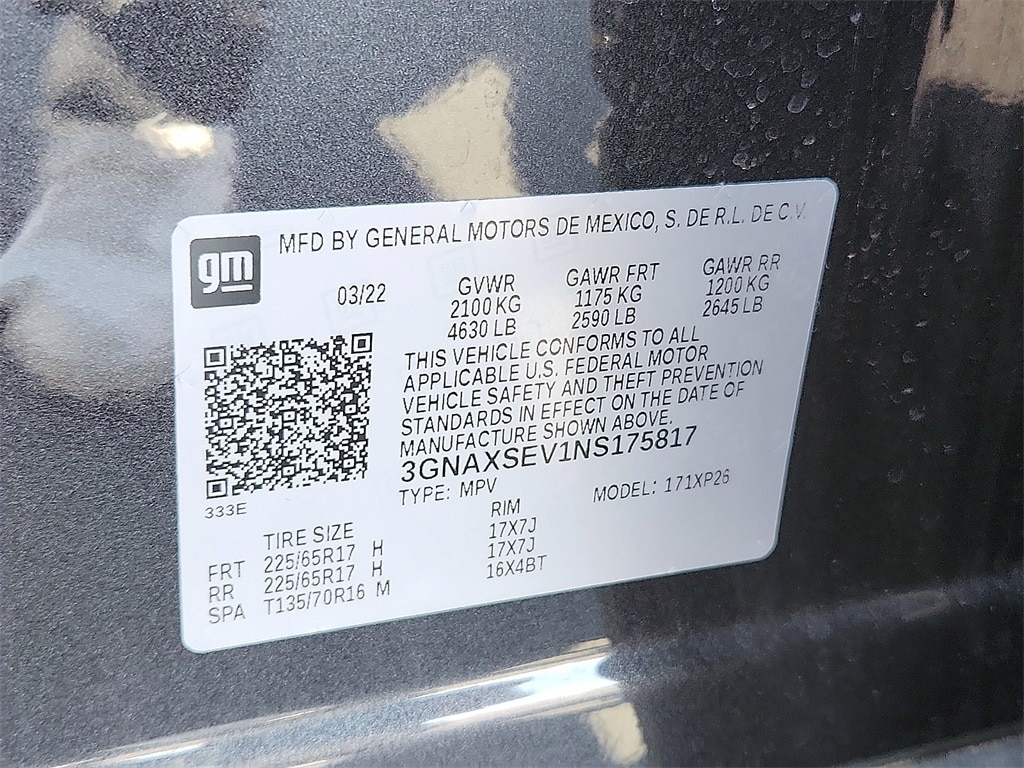 gm
MFD BY GENERAL MOTORS DE MEXICO, S. DE R.L. DE C.V.
03/22
GVWR GAWR FRT GAWR RR
2100 KG 1175 KG 1200 KG
4630 LB 2590 LB 2645 LB
THIS VEHICLE CONFORMS TO ALL
APPLICABLE U.S. FEDERAL MOTOR
VEHICLE SAFETY AND THEFT PREVENTION
STANDARDS IN EFFECT ON THE DATE OF
MANUFACTURE SHOWN ABOVE.
3GNAXSEV1NS175817
TYPE: MPV MODEL: 171XP26
333E
TIRE SIZE RIM
FRT 225/65R17 H 17X7J
RR 225/65R17 H 17X7J
SPA T135/70R16 M 16X4BT